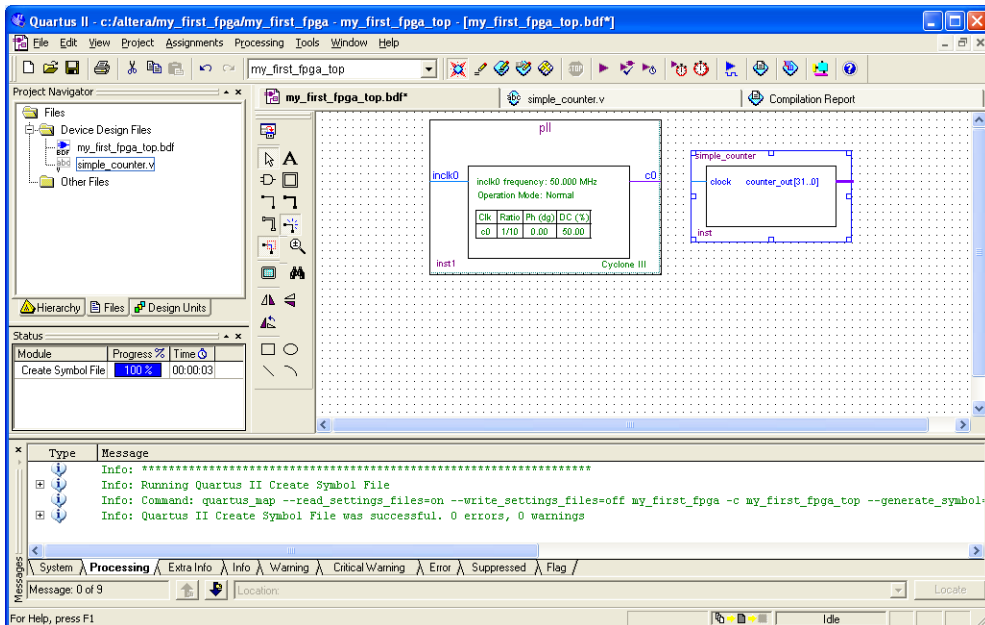 Quartus II - c:/altera/my_first_fpga/my_first_fpga - my_first_fpga_top - [my_first_fpga_top.bdf*]
File Edit View Project Assignments Processing Tools Window Help
my_first_fpga_top
Project Navigator
my_first_fpga_top.bdf*
simple_counter.v
Compilation Report
Files
Device Design Files
BDF my_first_fpga_top.bdf
abc simple_counter.v
Other Files
Hierarchy Files Design Units
pll
inclk0
c0
inclk0 frequency: 50.000 MHz
Operation Mode: Normal
Clk Ratio Ph (dg) DC (%)
c0 1/10 0.00 50.00
inst1
Cyclone III
simple_counter
clock counter_out[31..0]
inst
Status
Module Progress % Time
Create Symbol File 100 % 00:00:03
Type Message
Info: *******************************************************************
Info: Running Quartus II Create Symbol File
Info: Command: quartus_map --read_settings_files=on --write_settings_files=off my_first_fpga -c my_first_fpga_top --generate_symbol=
Info: Quartus II Create Symbol File was successful. 0 errors, 0 warnings
System Processing Extra Info Info Warning Critical Warning Error Suppressed Flag
Messages
Message: 0 of 9
Location:
Locate
For Help, press F1
Idle